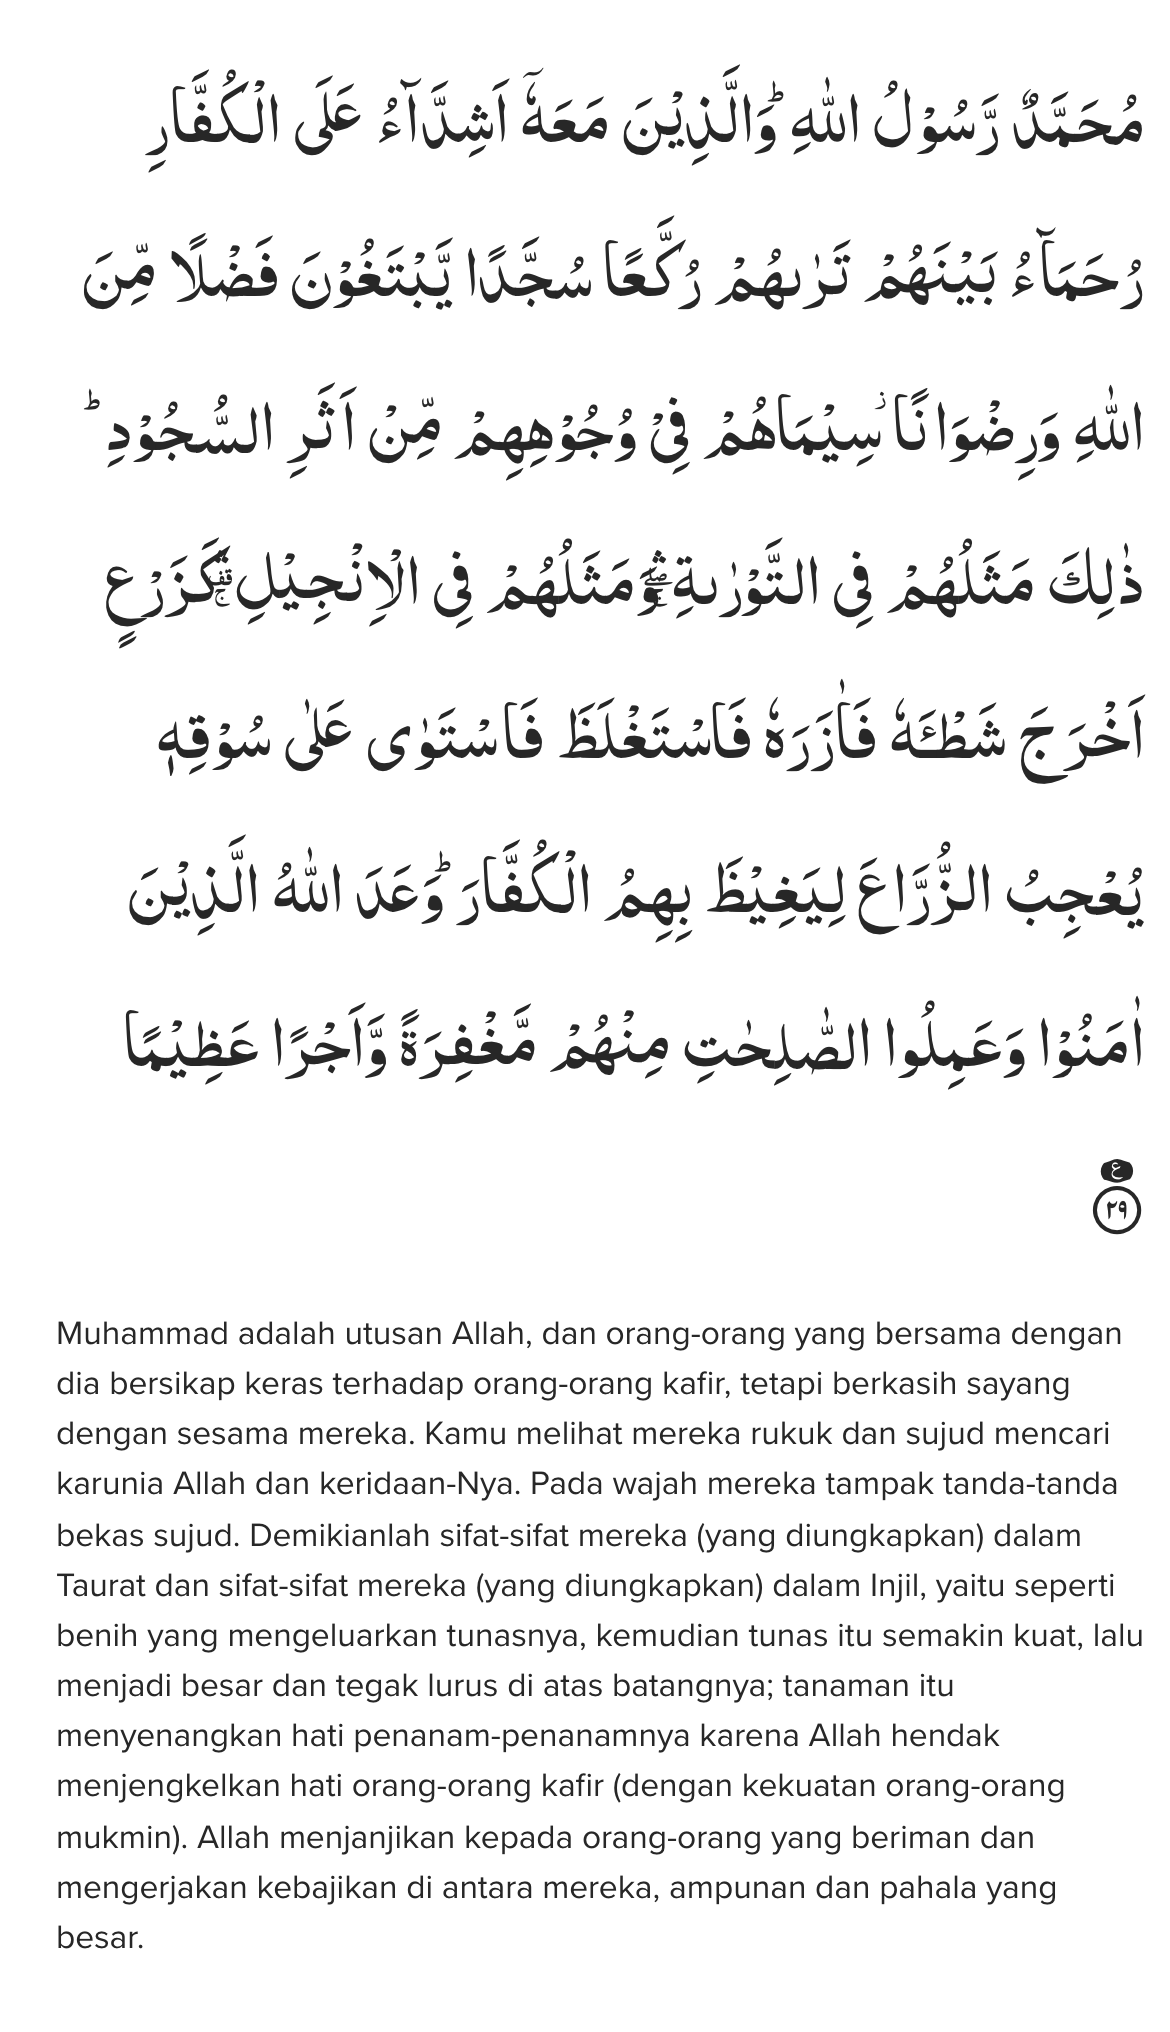 مُحَمَّدٌ رَّسُوْلُ اللّٰهِ ۗوَالَّذِيْنَ مَعَهٗٓ اَشِدَّاۤءُ عَلَى الْكُفَّارِ
رُحَمَاۤءُ بَيْنَهُمْ تَرٰىهُمْ رُكَّعًا سُجَّدًا يَّبْتَغُوْنَ فَضْلًا مِّنَ
اللّٰهِ وَرِضْوَانًا ۖسِيْمَاهُمْ فِيْ وُجُوْهِهِمْ مِّنْ اَثَرِ السُّجُوْدِ ۗ
ذٰلِكَ مَثَلُهُمْ فِى التَّوْرٰىةِ ۖوَمَثَلُهُمْ فِى الْاِنْجِيْلِۚ كَزَرْعٍ
اَخْرَجَ شَطْـَٔهٗ فَاٰزَرَهٗ فَاسْتَغْلَظَ فَاسْتَوٰى عَلٰى سُوْقِهٖ
يُعْجِبُ الزُّرَّاعَ لِيَغِيْظَ بِهِمُ الْكُفَّارَ ۗوَعَدَ اللّٰهُ الَّذِيْنَ
اٰمَنُوْا وَعَمِلُوا الصّٰلِحٰتِ مِنْهُمْ مَّغْفِرَةً وَّاَجْرًا عَظِيْمًا
ع
٢٩
Muhammad adalah utusan Allah, dan orang-orang yang bersama dengan
dia bersikap keras terhadap orang-orang kafir, tetapi berkasih sayang
dengan sesama mereka. Kamu melihat mereka rukuk dan sujud mencari
karunia Allah dan keridaan-Nya. Pada wajah mereka tampak tanda-tanda
bekas sujud. Demikianlah sifat-sifat mereka (yang diungkapkan) dalam
Taurat dan sifat-sifat mereka (yang diungkapkan) dalam Injil, yaitu seperti
benih yang mengeluarkan tunasnya, kemudian tunas itu semakin kuat, lalu
menjadi besar dan tegak lurus di atas batangnya; tanaman itu
menyenangkan hati penanam-penanamnya karena Allah hendak
menjengkelkan hati orang-orang kafir (dengan kekuatan orang-orang
mukmin). Allah menjanjikan kepada orang-orang yang beriman dan
mengerjakan kebajikan di antara mereka, ampunan dan pahala yang
besar.